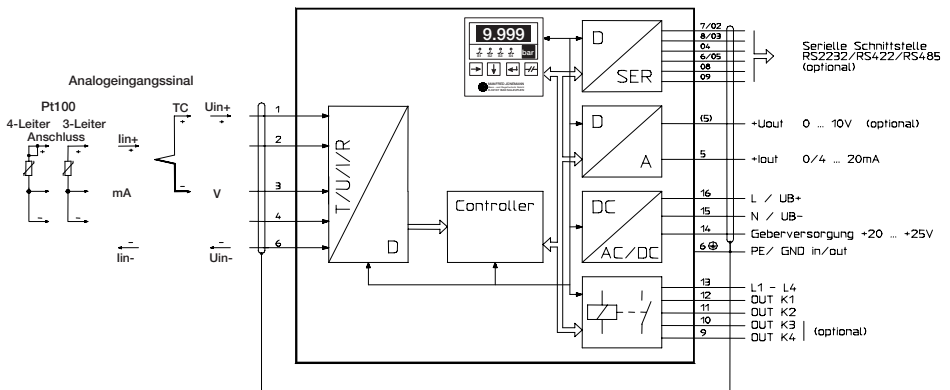 Analogeingangssinal
Pt100
4-Leiter 3-Leiter
Anschluss
Iin+
TC
Uin+
mA
V
Iin-
Uin-
1
2
3
4
6
T/U/I/R
D
Controller
9.999
bar
D
SER
D
A
DC
AC/DC
7/02
8/03
04
6/05
08
09
Serielle Schnittstelle
RS2232/RS422/RS485
(optional)
(5) +Uout 0 ... 10V (optional)
5 +Iout 0/4 ... 20mA
16 L / UB+
15 N / UB-
14 Geberversorgung +20 ... +25V
6 PE/ GND in/out
13 L1 - L4
12 OUT K1
11 OUT K2
10 OUT K3
9 OUT K4
(optional)